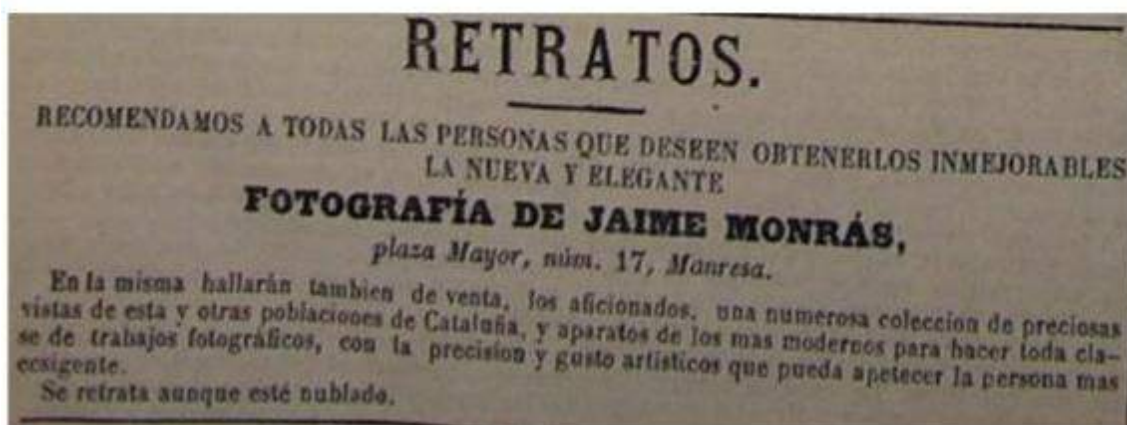 RETRATOS.
RECOMENDAMOS A TODAS LAS PERSONAS QUE DESEEN OBTENERLOS INMEJORABLES
LA NUEVA Y ELEGANTE
FOTOGRAFÍA DE JAIME MONRÁS,
plaza Mayor, núm. 17, Manresa.
En la misma hallarán tambien de venta, los aficionados, una numerosa coleccion de preciosas
vistas de esta y otras poblaciones de Cataluña, y aparatos de los mas modernos para hacer toda cla-
se de trabajos fotográficos, con la precision y gusto artísticos que pueda apetecer la persona mas
ecsigente.
Se retrata aunque esté nublado.